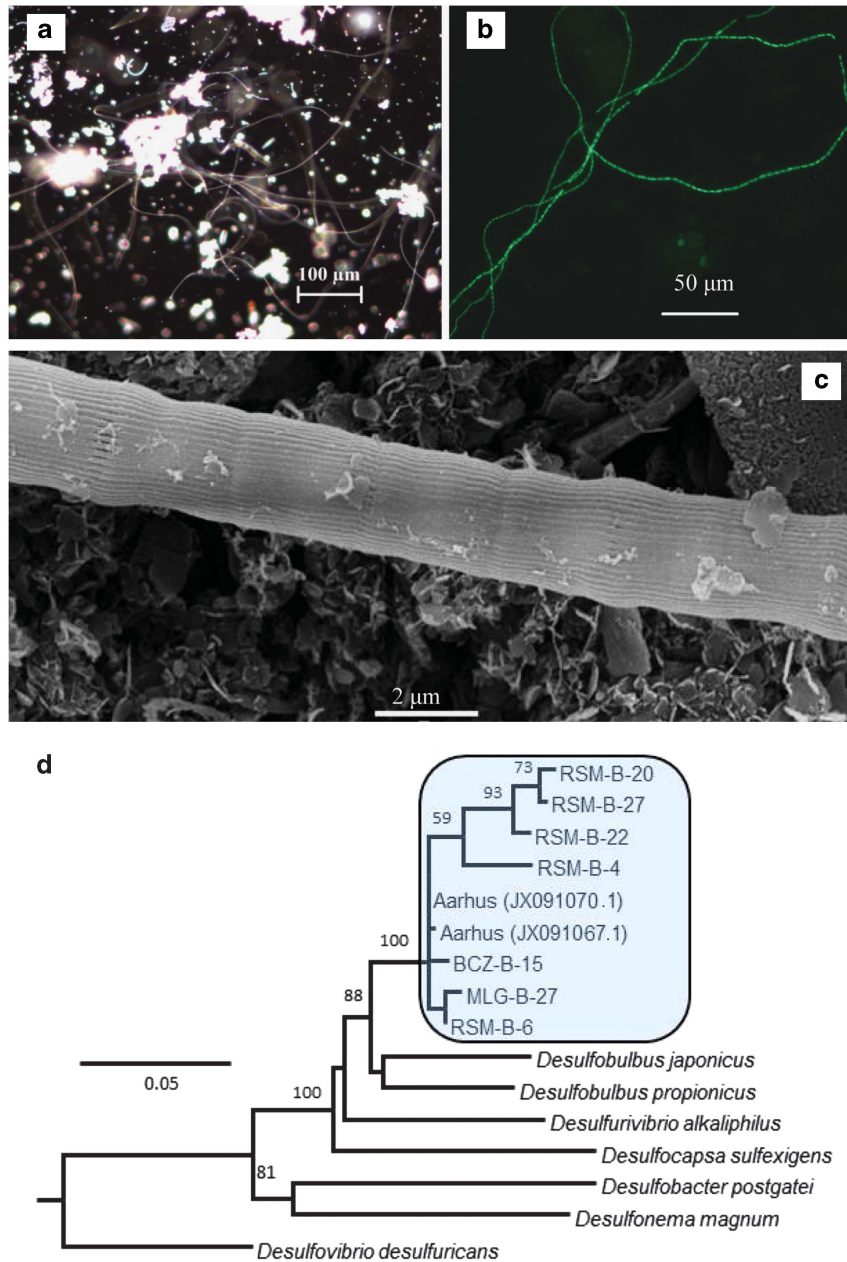 a
b
100 μm
50 μm
c
2 μm
d
73
RSM-B-20
93
RSM-B-27
59
RSM-B-22
RSM-B-4
Aarhus (JX091070.1)
Aarhus (JX091067.1)
100
BCZ-B-15
88
MLG-B-27
RSM-B-6
Desulfobulbus japonicus
0.05
Desulfobulbus propionicus
100
Desulfurivibrio alkaliphilus
Desulfocapsa sulfexigens
81
Desulfobacter postgatei
Desulfonema magnum
Desulfovibrio desulfuricans